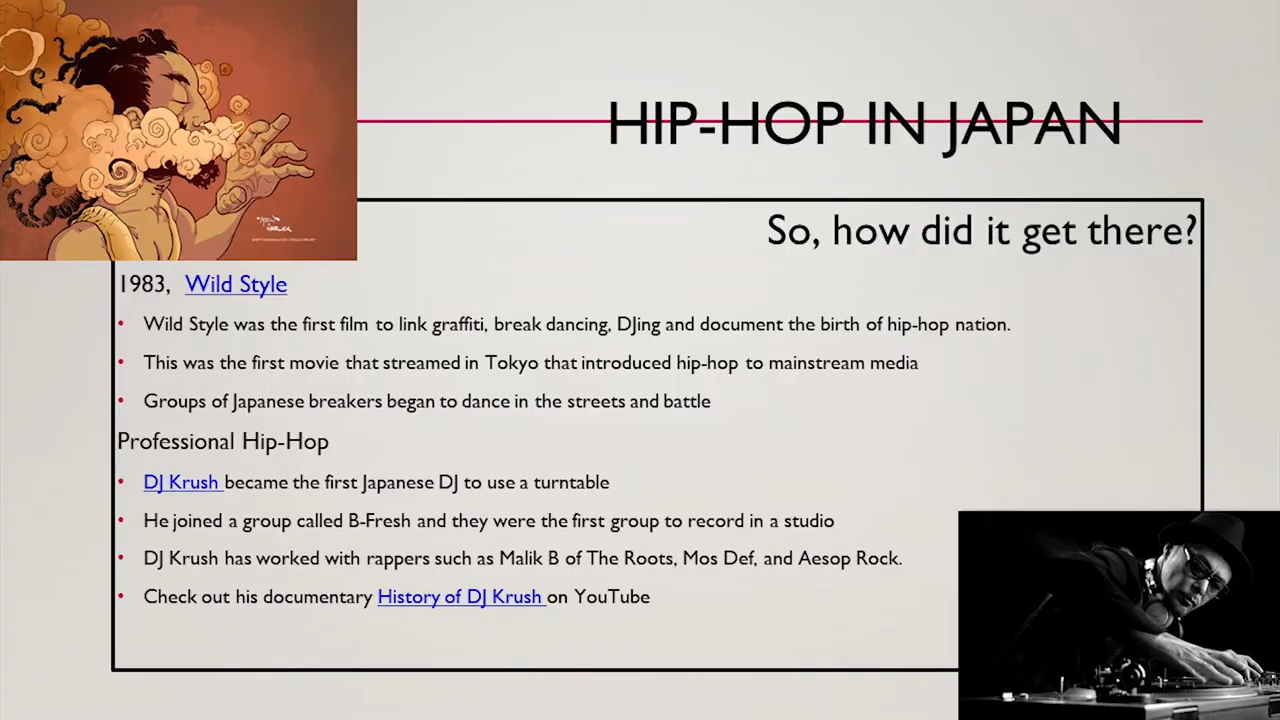 HIP-HOP IN JAPAN
So, how did it get there?
1983, Wild Style
• Wild Style was the first film to link graffiti, break dancing, DJing and document the birth of hip-hop nation.
• This was the first movie that streamed in Tokyo that introduced hip-hop to mainstream media
• Groups of Japanese breakers began to dance in the streets and battle
Professional Hip-Hop
• DJ Krush became the first Japanese DJ to use a turntable
• He joined a group called B-Fresh and they were the first group to record in a studio
• DJ Krush has worked with rappers such as Malik B of The Roots, Mos Def, and Aesop Rock.
• Check out his documentary History of DJ Krush on YouTube